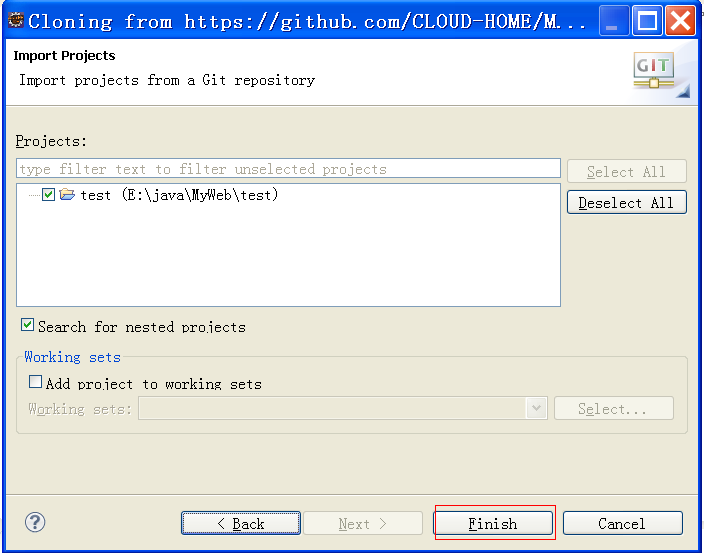 Cloning from https://github.com/CLOUD-HOME/M...
Import Projects
Import projects from a Git repository
GIT
Projects:
type filter text to filter unselected projects
Select All
test (E:\java\MyWeb\test)
Deselect All
Search for nested projects
Working sets
Add project to working sets
Working sets:
Select...
?
< Back
Next >
Finish
Cancel